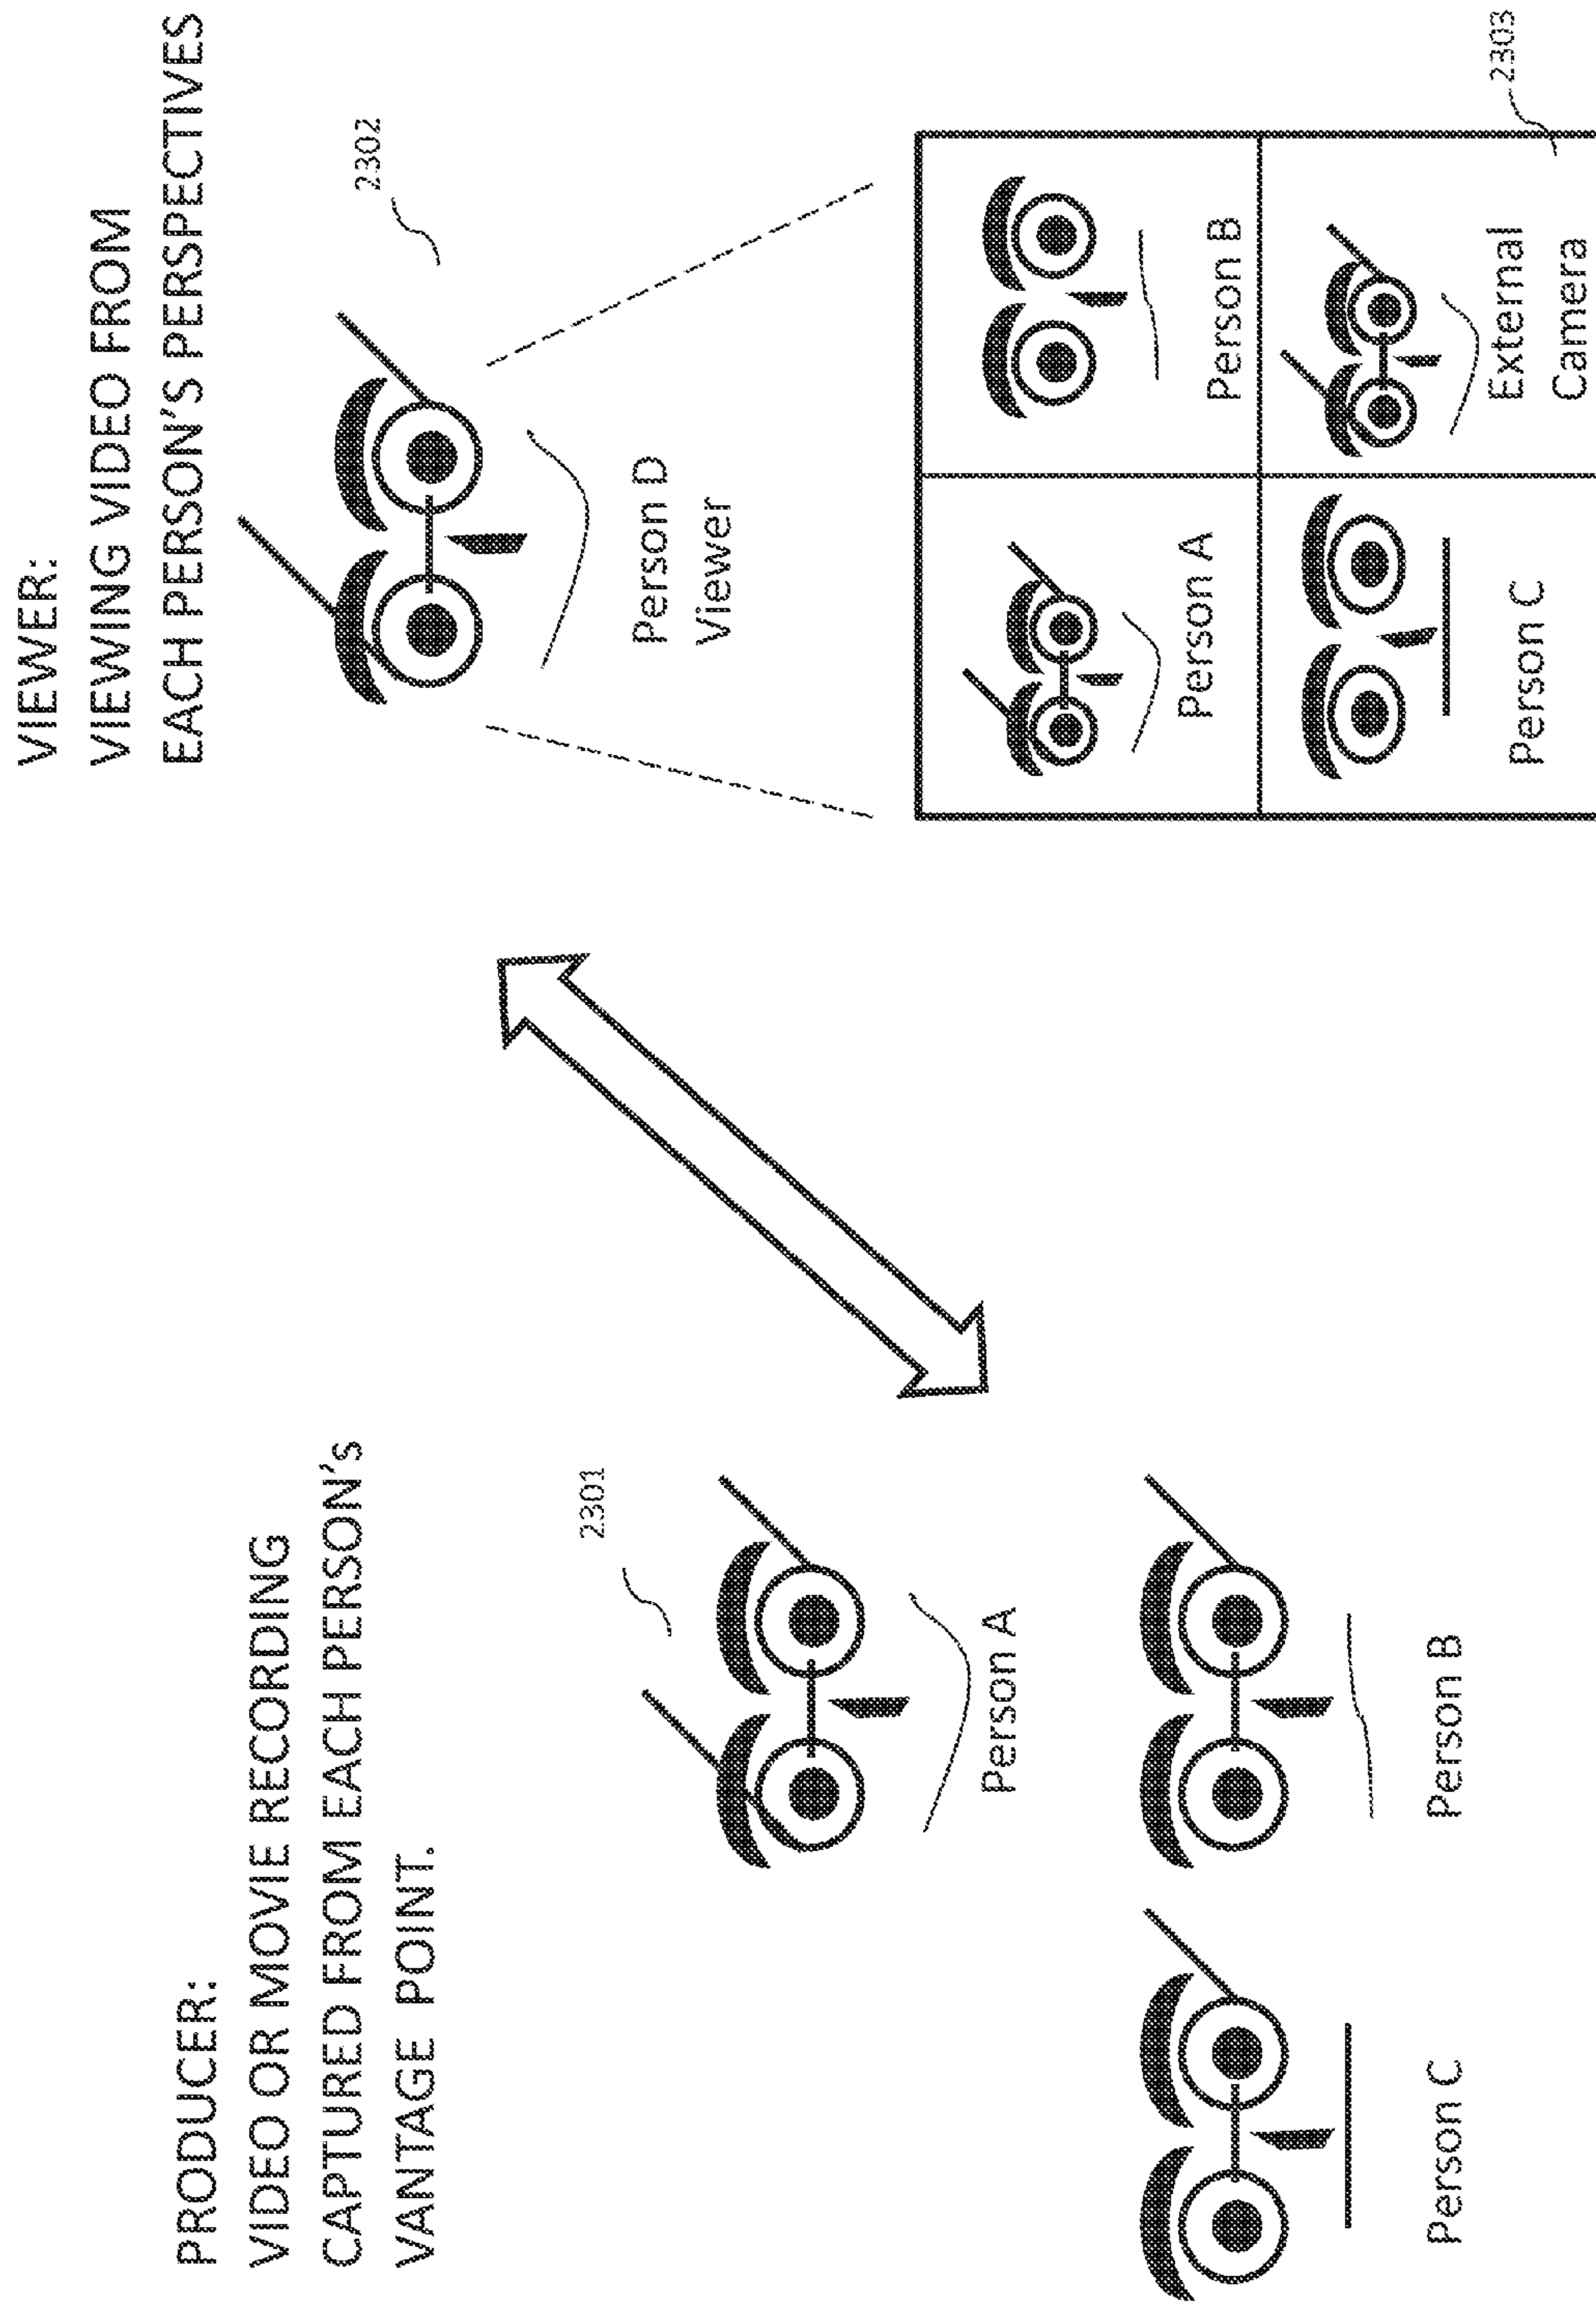 PRODUCER:
VIDEO OR MOVIE RECORDING
CAPTURED FROM EACH PERSON's
VANTAGE POINT.
2301
Person A
Person C
Person B
VIEWER:
VIEWING VIDEO FROM
EACH PERSON'S PERSPECTIVES
2302
Person D
Viewer
Person A
Person B
Person C
External
Camera
2303